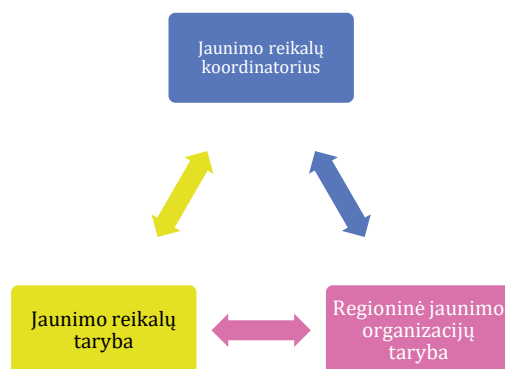 Jaunimo reikalų
koordinatorius
Jaunimo reikalų
taryba
Regioninė jaunimo
organizacijų
taryba